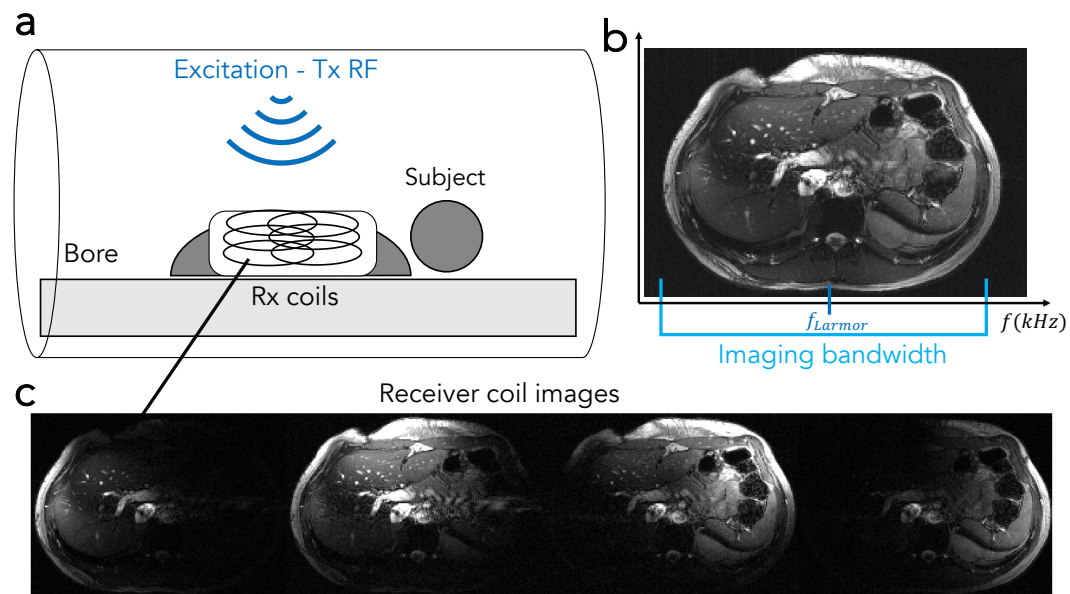 a
Excitation - Tx RF
Subject
Bore
Rx coils
b
f_Larmor
f(kHz)
Imaging bandwidth
c
Receiver coil images